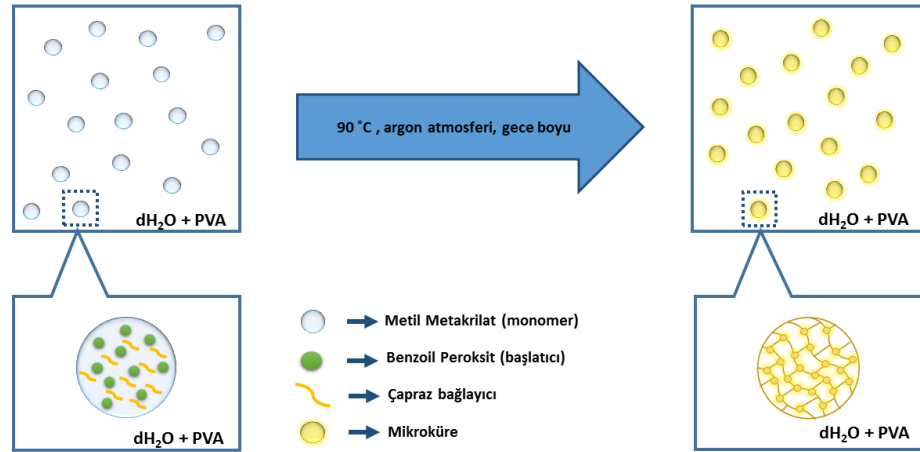 dH₂O + PVA
90 ˚C , argon atmosferi, gece boyu
dH₂O + PVA
dH₂O + PVA
Metil Metakrilat (monomer)
Benzoil Peroksit (başlatıcı)
Çapraz bağlayıcı
Mikroküre
dH₂O + PVA